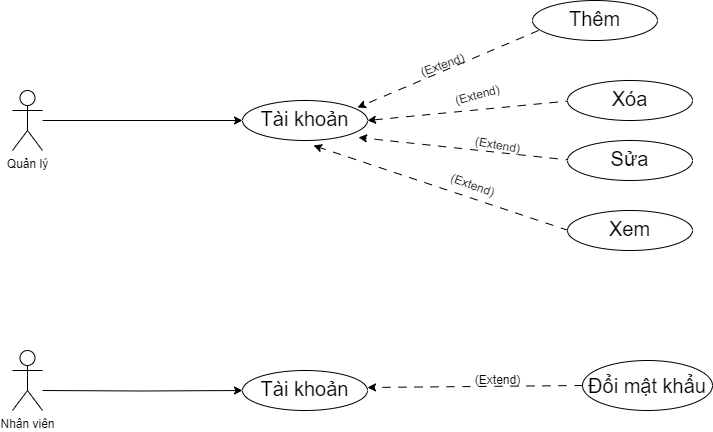 Thêm
(Extend)
Xóa
(Extend)
Tài khoản
Quản lý
(Extend)
Sửa
(Extend)
Xem
Tài khoản
(Extend)
Đổi mật khẩu
Nhân viên